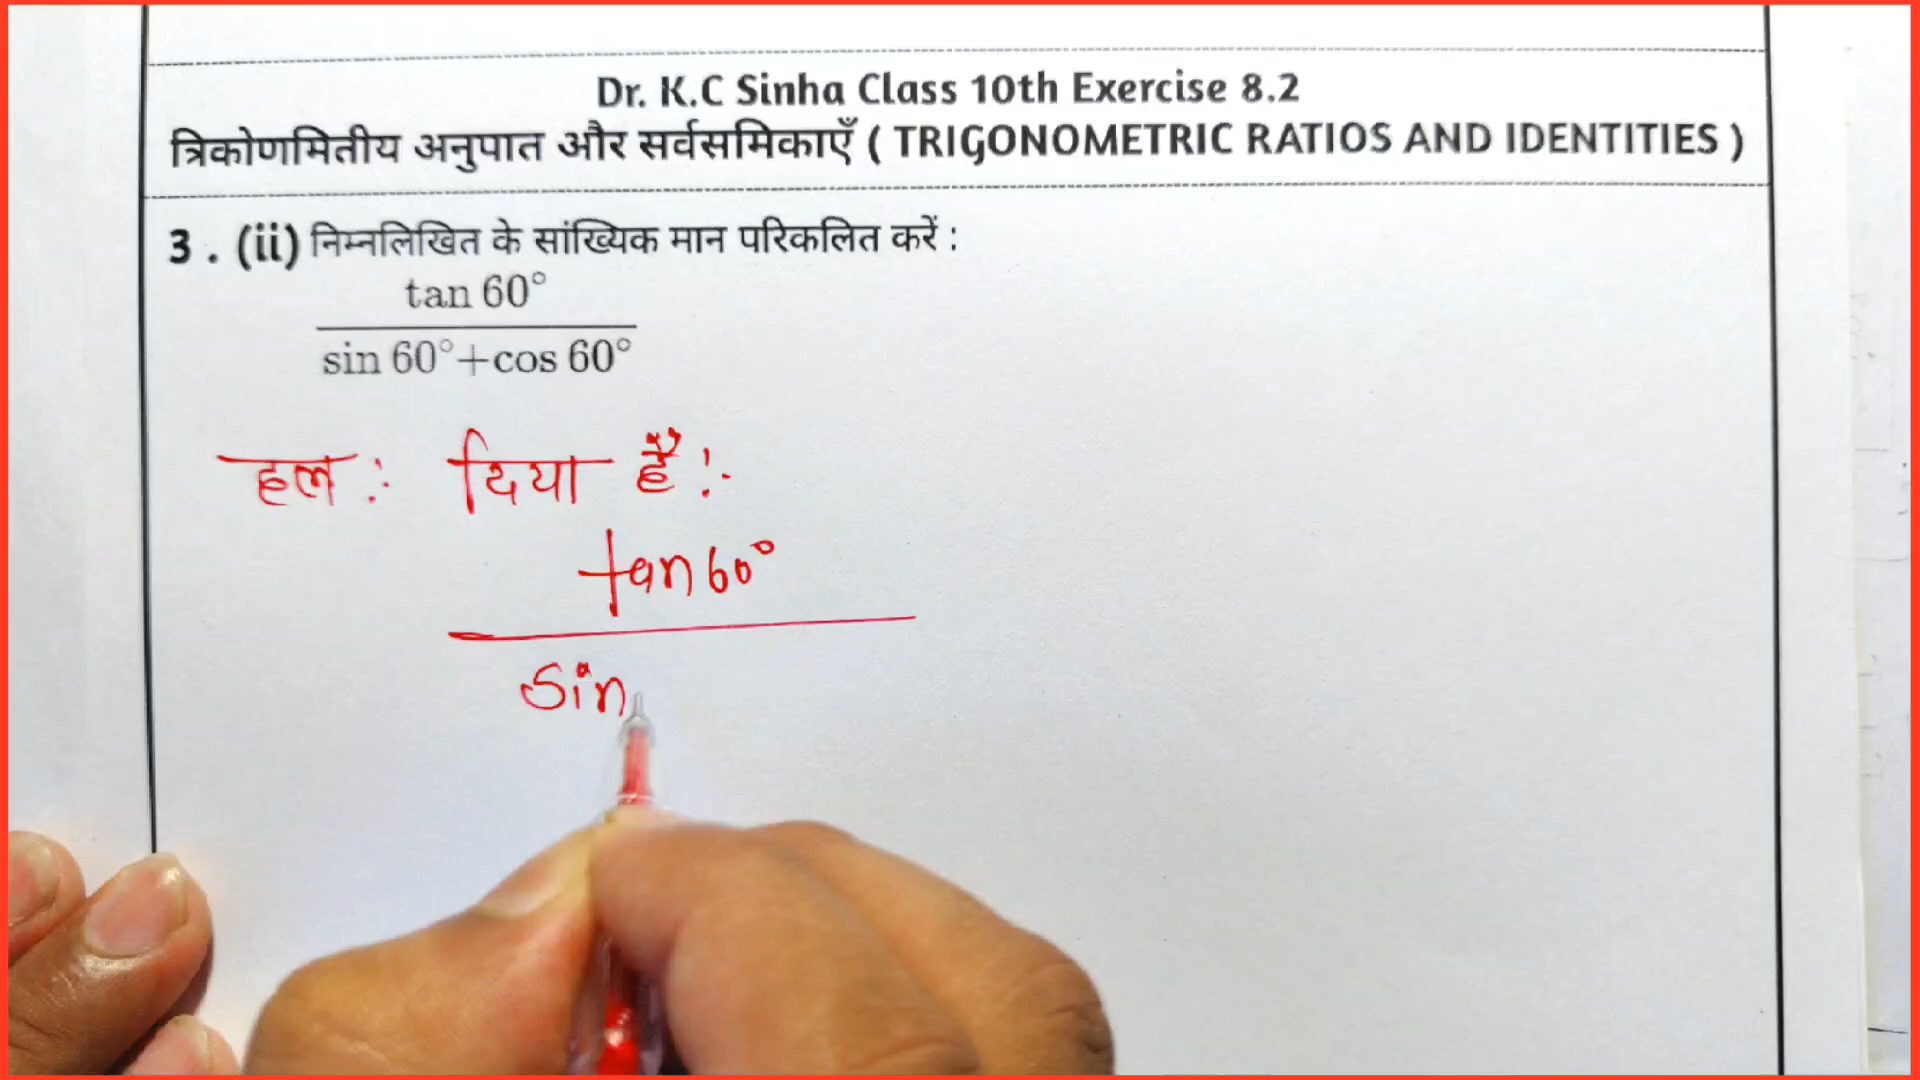 Dr. K.C Sinha Class 10th Exercise 8.2
त्रिकोणमितीय अनुपात और सर्वसमिकाएँ ( TRIGONOMETRIC RATIOS AND IDENTITIES )
3 . (ii) निम्नलिखित के सांख्यिक मान परिकलित करें :
tan 60°
sin 60°+cos 60°
हल : दिया है :-
tan 60°
Sin